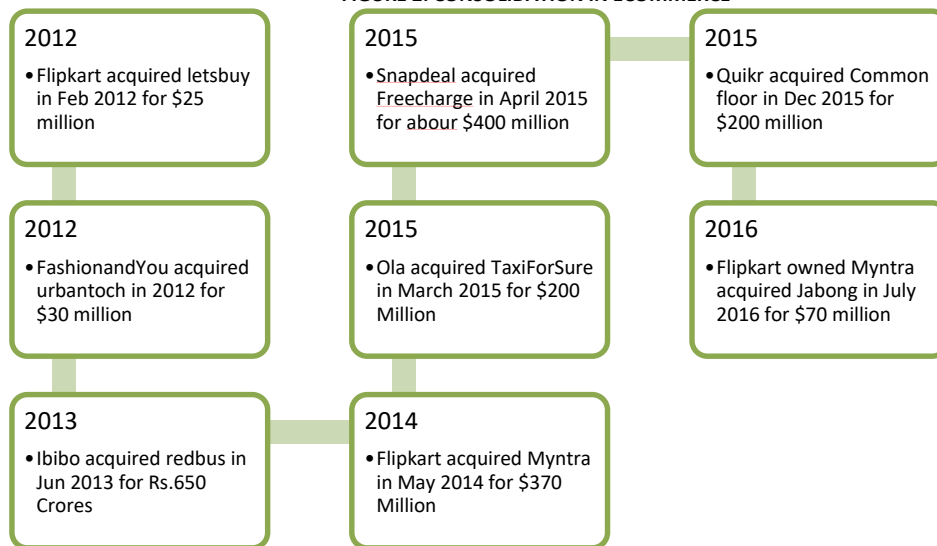 2012
•Flipkart acquired letsbuy
in Feb 2012 for $25
million
2012
•FashionandYou acquired
urbantoch in 2012 for
$30 million
2013
•Ibibo acquired redbus in
Jun 2013 for Rs.650
Crores
2014
•Flipkart acquired Myntra
in May 2014 for $370
Million
2015
•Ola acquired TaxiForSure
in March 2015 for $200
Million
2015
•Snapdeal acquired
Freecharge in April 2015
for abour $400 million
2015
•Quikr acquired Common
floor in Dec 2015 for
$200 million
2016
•Flipkart owned Myntra
acquired Jabong in July
2016 for $70 million